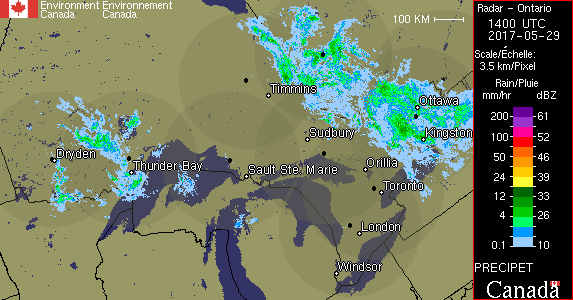 Environment Environnement
Canada Canada
100 KM
Timmins
Ottawa
Sudbury
Kingston
Dryden
Thunder Bay
Sault Ste. Marie
Orillia
Toronto
London
Windsor
Radar - Ontario
1400 UTC
2017-05-29
Scale/Échelle:
3.5 km/Pixel
Rain/Pluie
mm/hr dBZ
200 61
100 52
50 46
24 39
12 33
4 26
0.1 10
PRECIPET
Canada